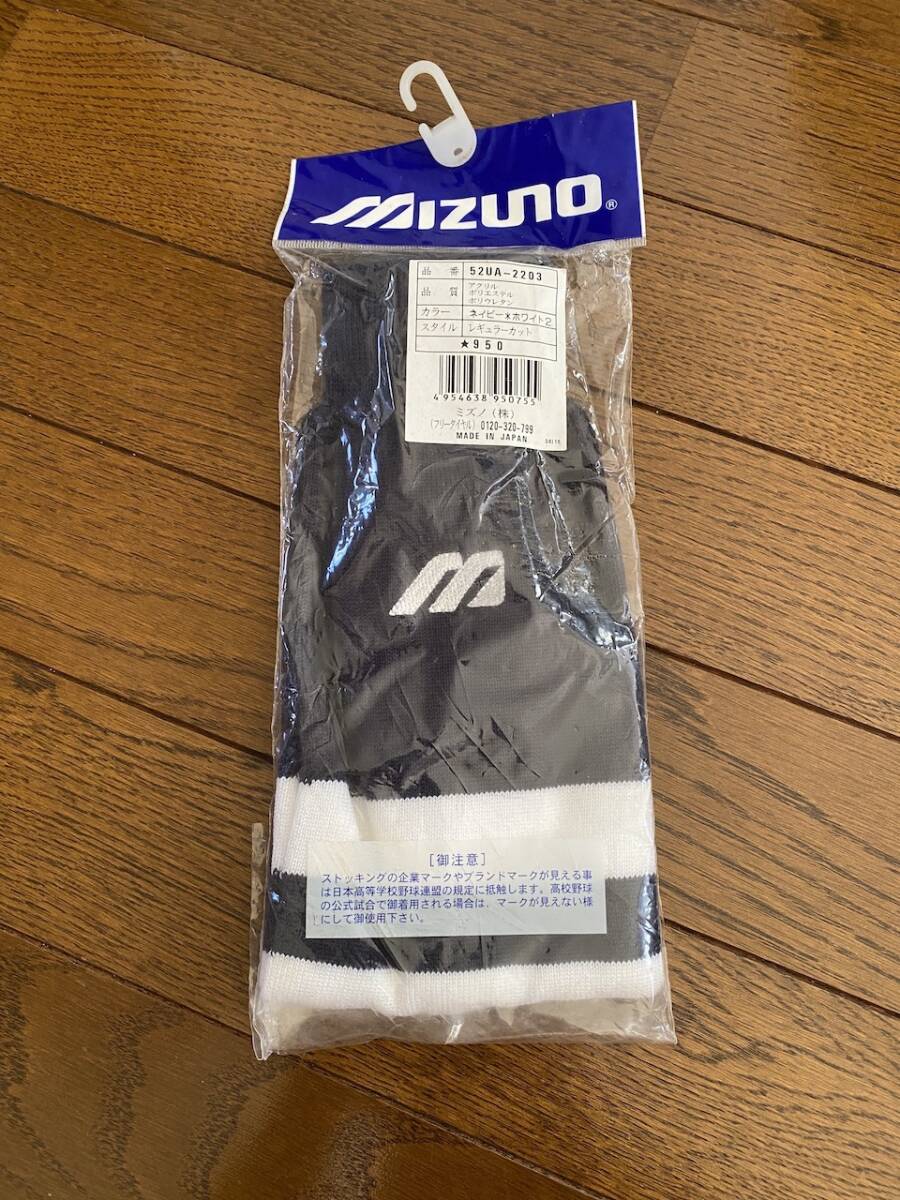 MIZUNO®
品番 52UA-2203
品質 アクリル
ポリエステル
ポリウレタン
カラー ネイビー×ホワイト2
スタイル レギュラーカット
★950
4954638 950755
ミズノ(株)
(フリーダイヤル) 0120-320-799
MADE IN JAPAN
[御注意]
ストッキングの企業マークやブランドマークが見える事
は日本高等学校野球連盟の規定に抵触します。高校野球
の公式試合で御着用される場合は、マークが見えない様
にして御使用下さい。